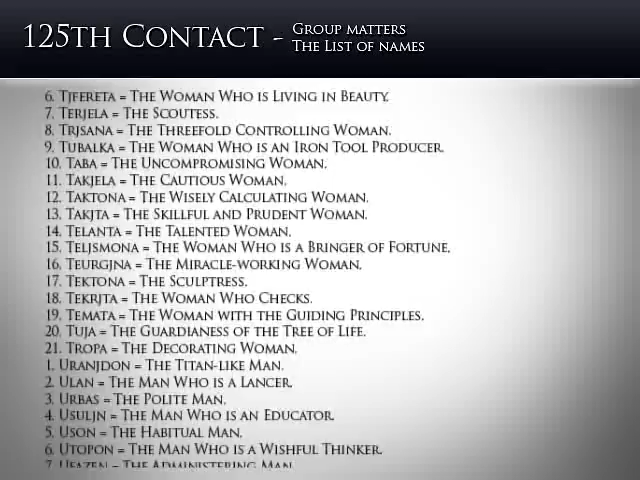 125th Contact - Group matters
The List of names
6. Tjfereta = The Woman Who is Living in Beauty.
7. Terjela = The Scoutess.
8. Trjsana = The Threefold Controlling Woman.
9. Tubalka = The Woman Who is an Iron Tool Producer.
10. Taba = The Uncompromising Woman.
11. Takjela = The Cautious Woman.
12. Taktona = The Wisely Calculating Woman.
13. Takjta = The Skillful and Prudent Woman.
14. Telanta = The Talented Woman.
15. Teljsmona = The Woman Who is a Bringer of Fortune.
16. Teurgjna = The Miracle-working Woman.
17. Tektona = The Sculptress.
18. Tekrjta = The Woman Who Checks.
19. Temata = The Woman with the Guiding Principles.
20. Tuja = The Guardianess of the Tree of Life.
21. Tropa = The Decorating Woman.
1. Uranjdon = The Titan-like Man.
2. Ulan = The Man Who is a Lancer.
3. Urbas = The Polite Man.
4. Usuljn = The Man Who is an Educator.
5. Uson = The Habitual Man.
6. Utopon = The Man Who is a Wishful Thinker.
7. Ufazen = The Administering Man.